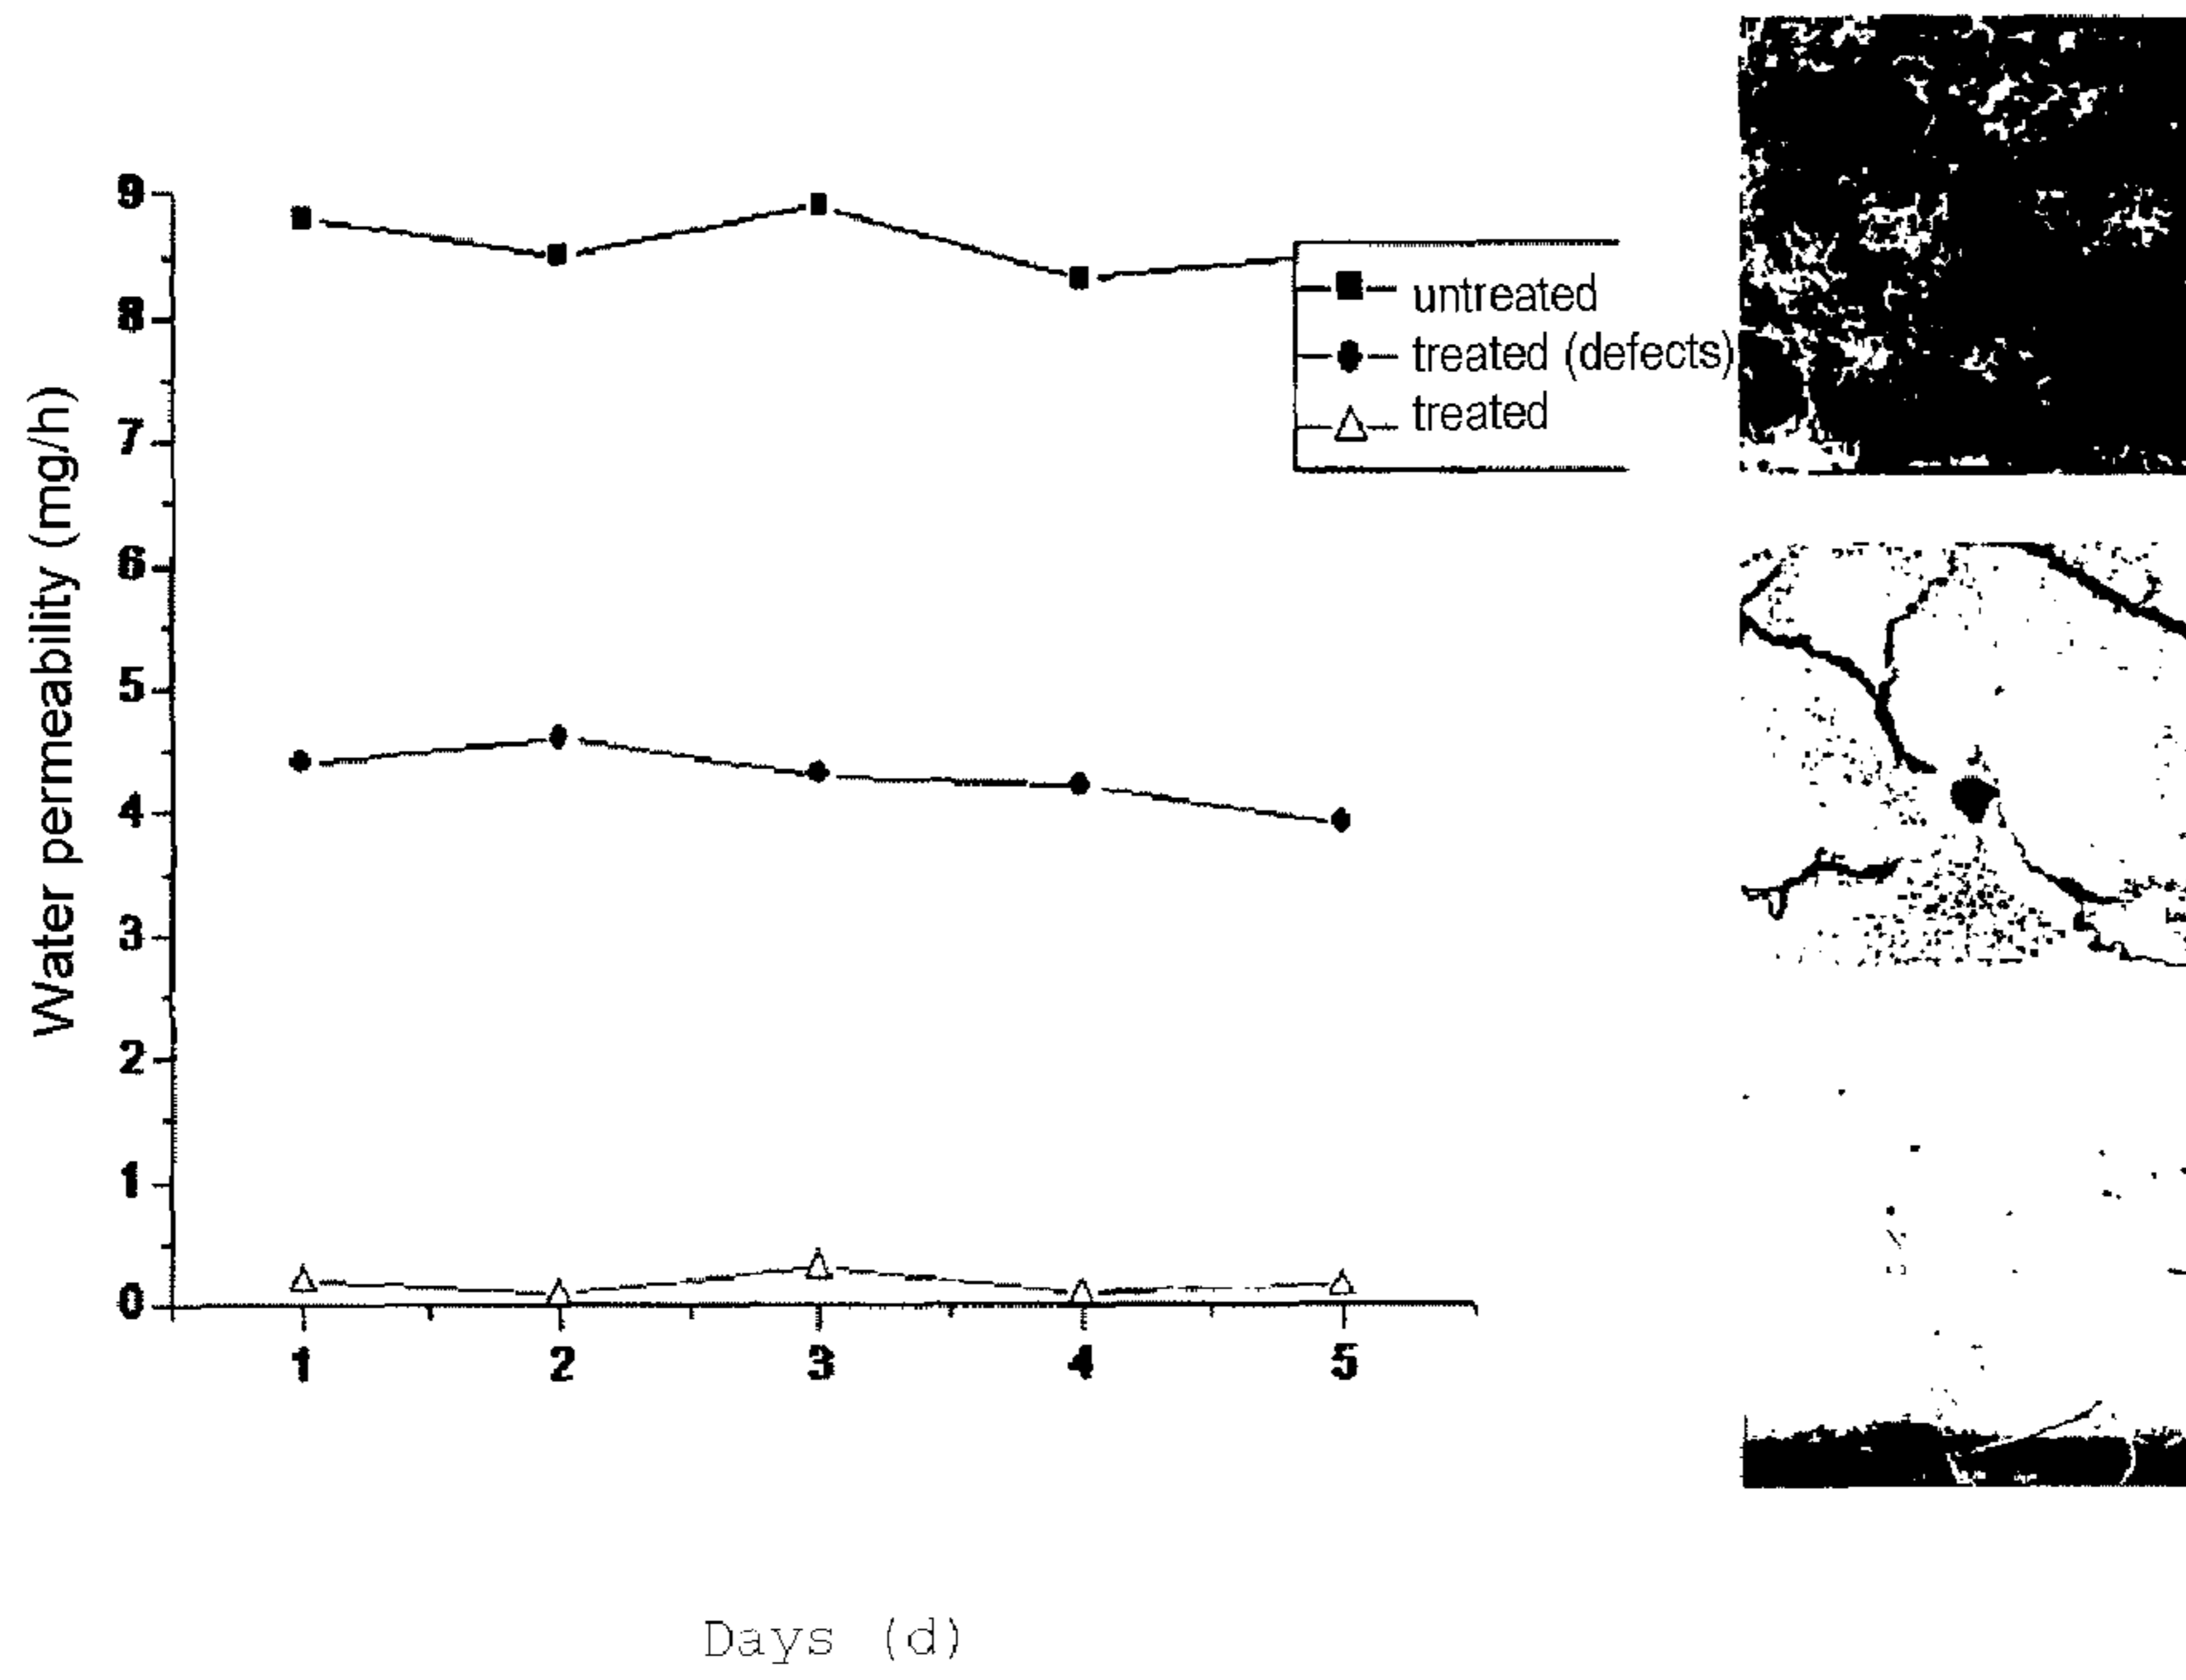 9
8
7
6
5
4
3
2
1
0
Water permeability (mg/h)
untreated
treated (defects)
treated
1 2 3 4 5
Days (d)